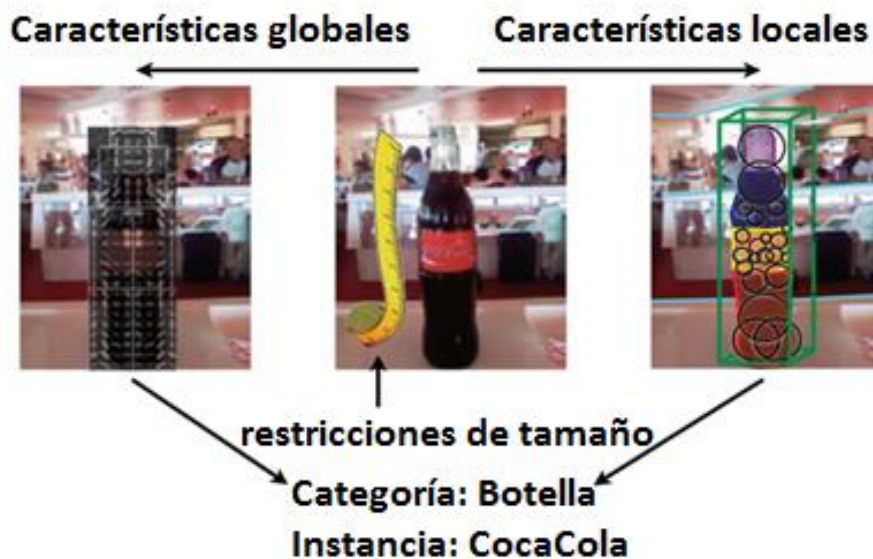 Características globales
Características locales
restricciones de tamaño
Categoría: Botella
Instancia: CocaCola